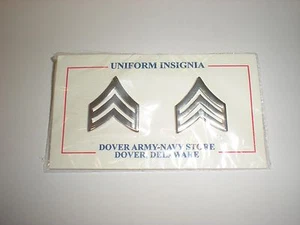 UNIFORM INSIGNIA
DOVER ARMY-NAVY STORE
DOVER, DELAWARE